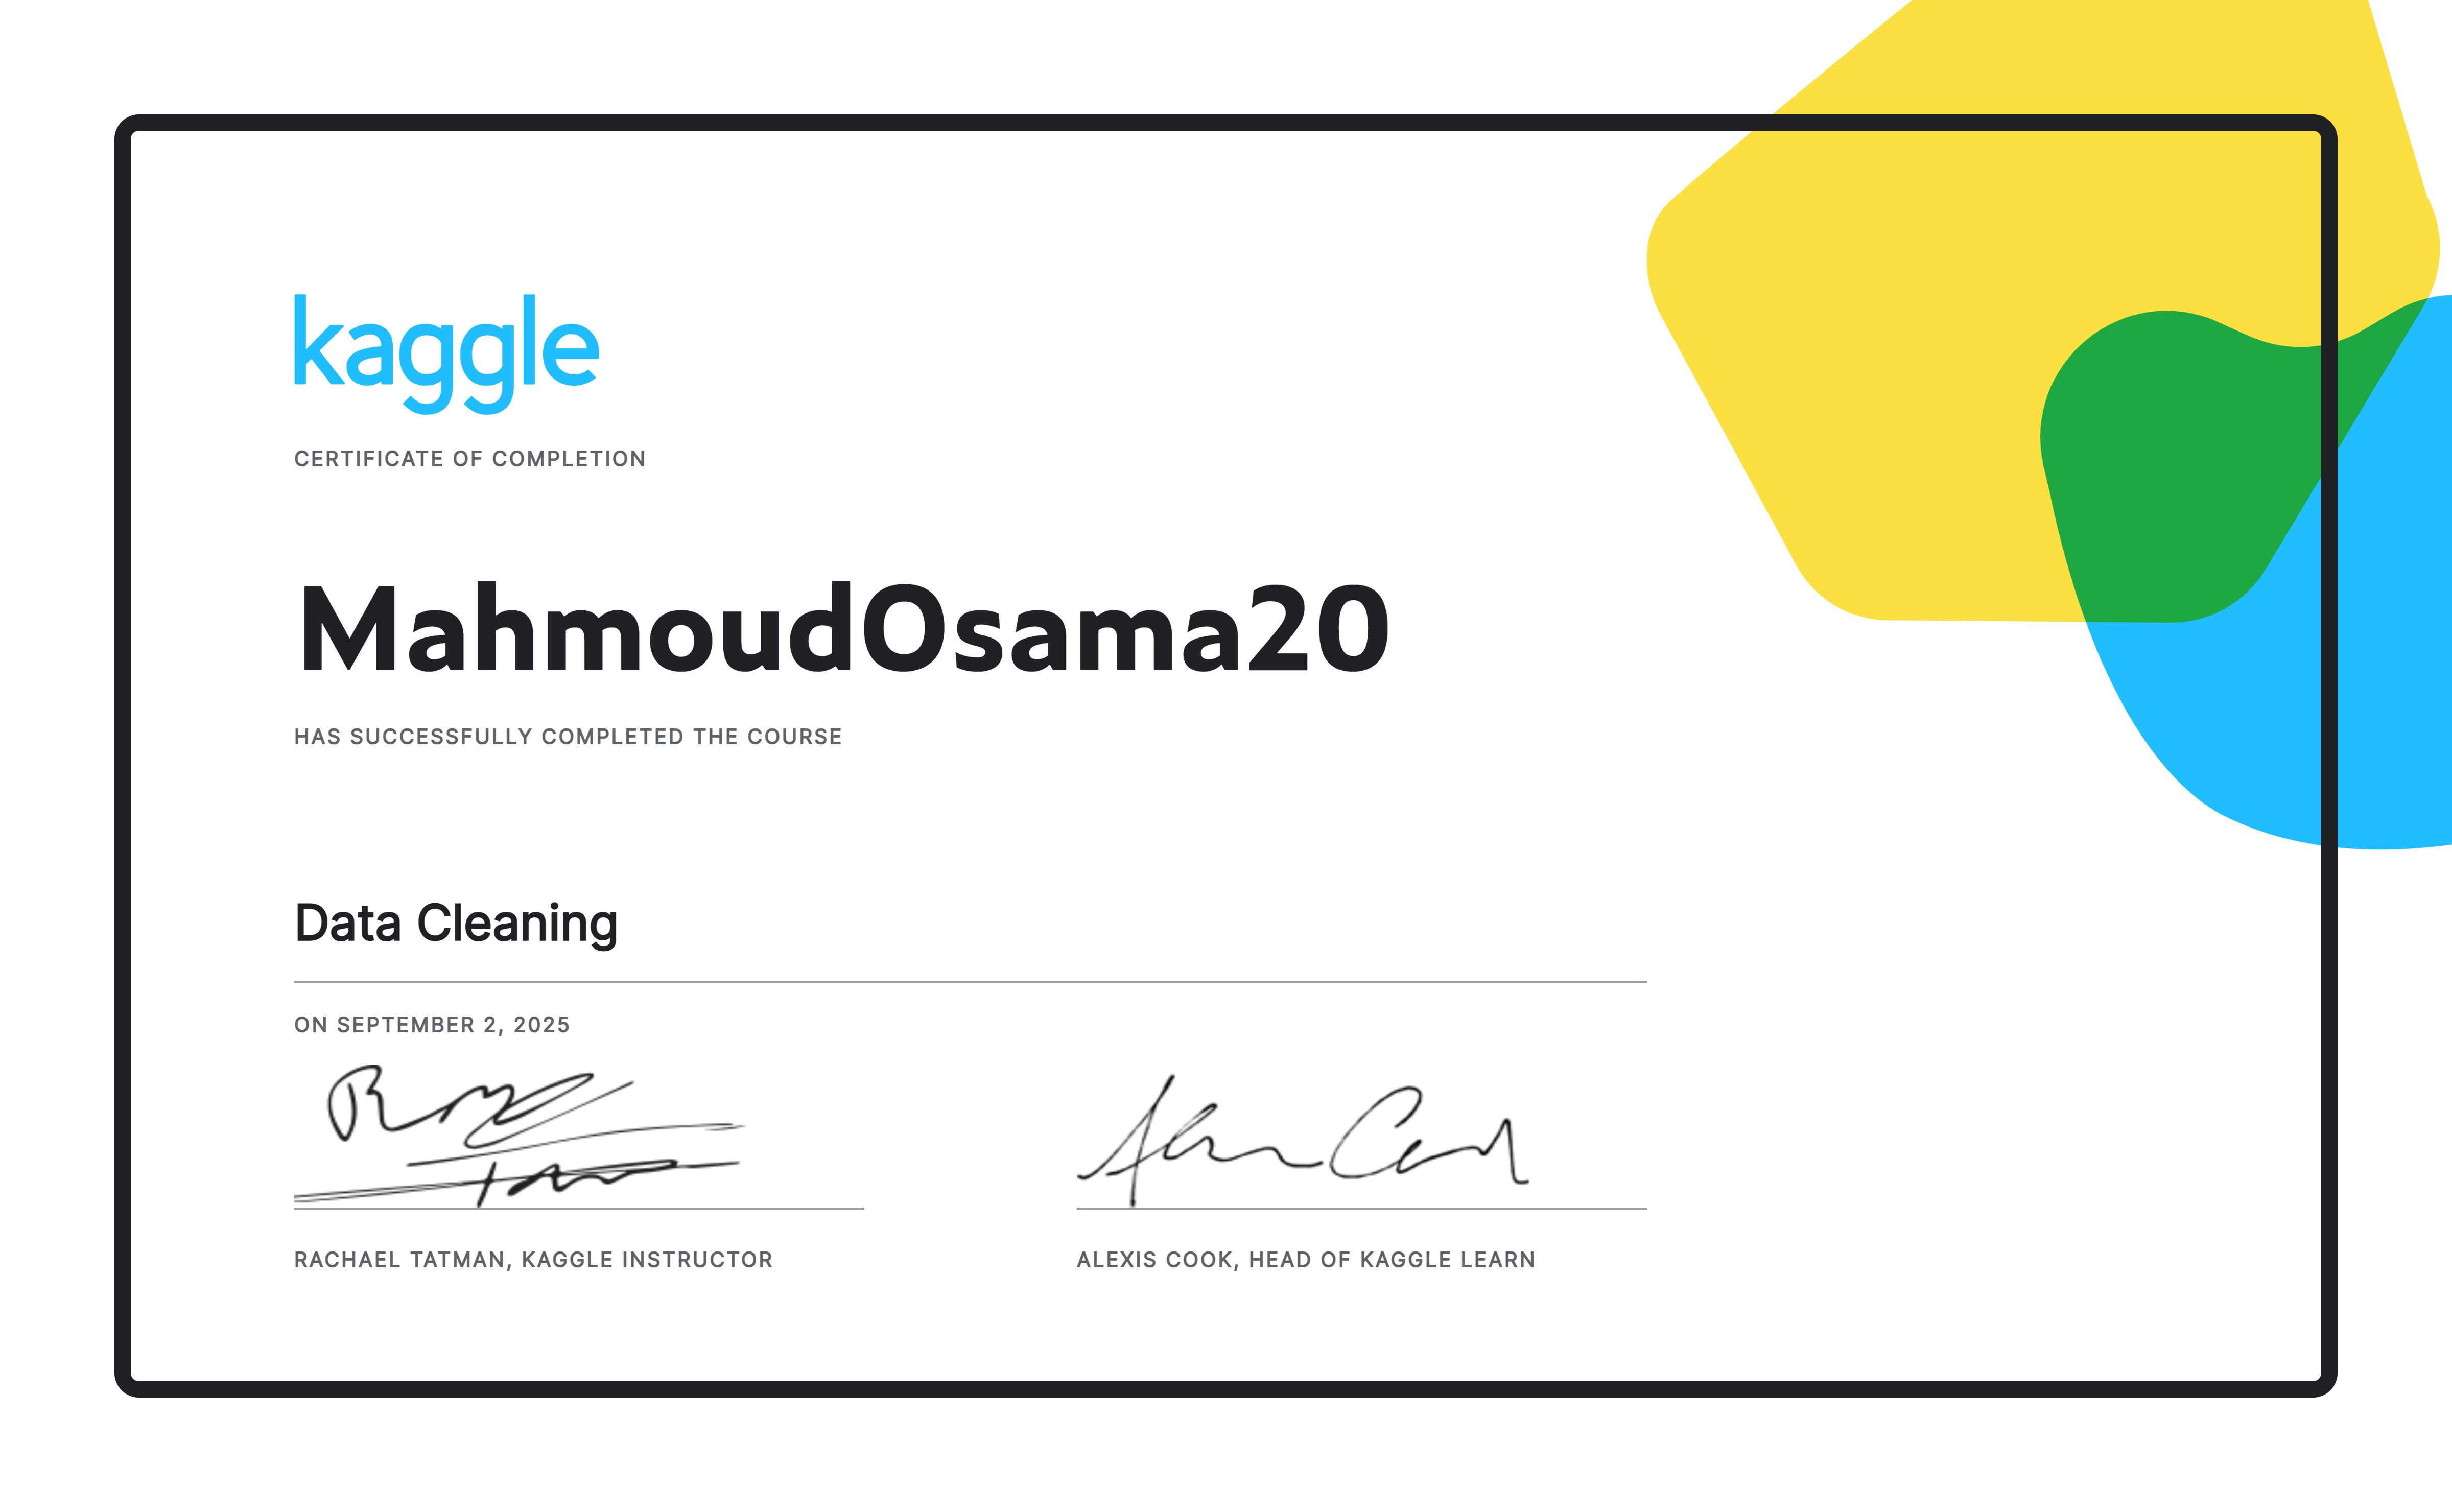 kaggle
CERTIFICATE OF COMPLETION
MahmoudOsama20
HAS SUCCESSFULLY COMPLETED THE COURSE
Data Cleaning
ON SEPTEMBER 2, 2025
RACHAEL TATMAN, KAGGLE INSTRUCTOR
ALEXIS COOK, HEAD OF KAGGLE LEARN